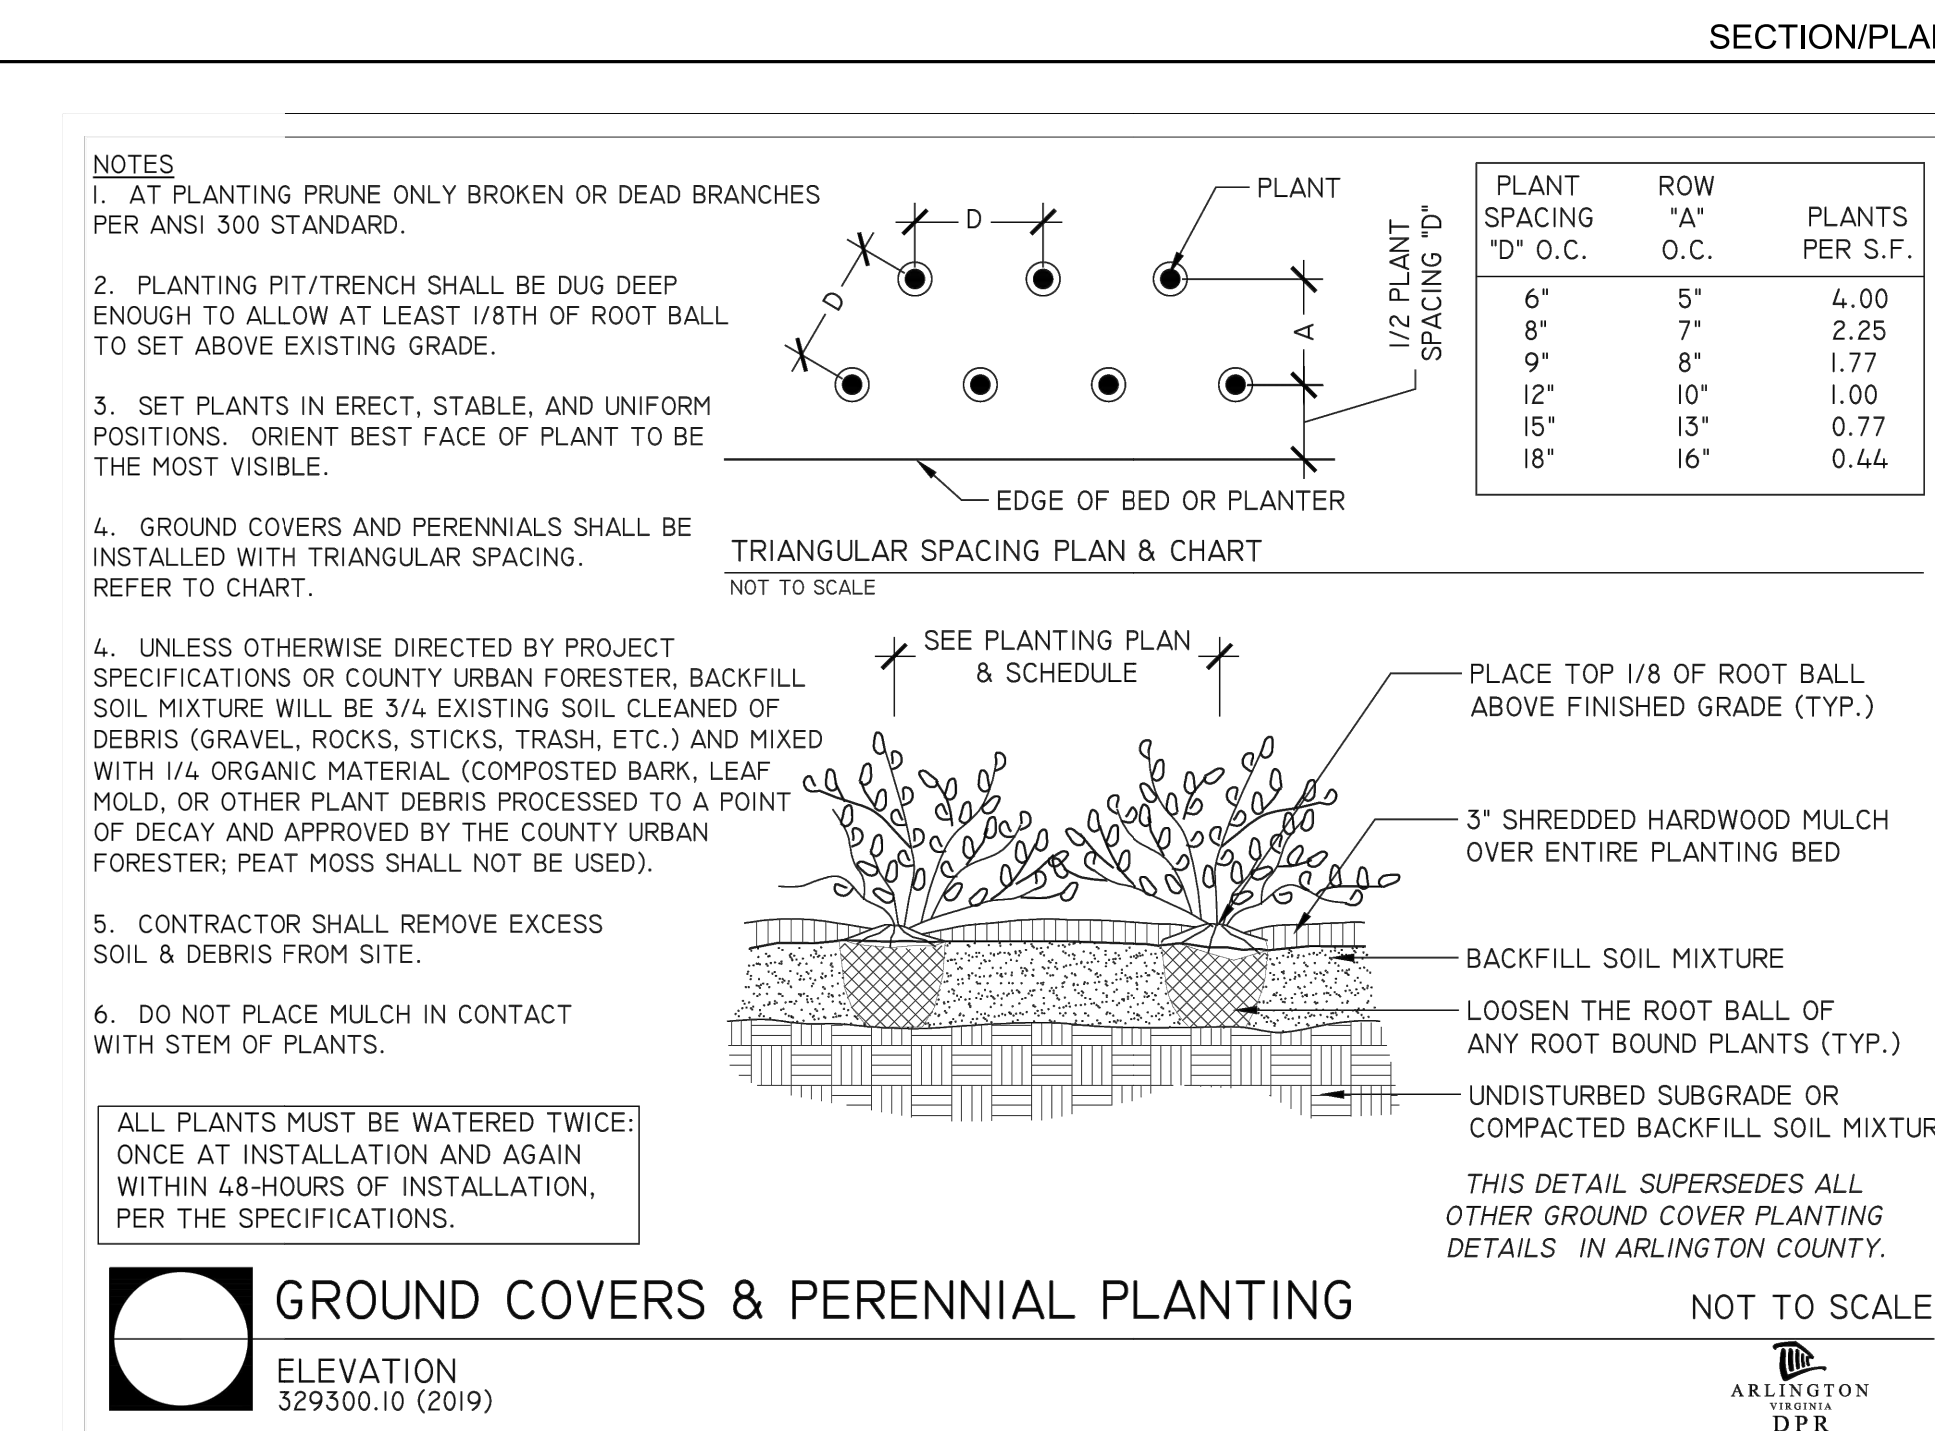 SECTION/PLAN
NOTES
1. AT PLANTING PRUNE ONLY BROKEN OR DEAD BRANCHES
PER ANSI 300 STANDARD.
2. PLANTING PIT/TRENCH SHALL BE DUG DEEP
ENOUGH TO ALLOW AT LEAST 1/8TH OF ROOT BALL
TO SET ABOVE EXISTING GRADE.
3. SET PLANTS IN ERECT, STABLE, AND UNIFORM
POSITIONS. ORIENT BEST FACE OF PLANT TO BE
THE MOST VISIBLE.
4. GROUND COVERS AND PERENNIALS SHALL BE
INSTALLED WITH TRIANGULAR SPACING.
REFER TO CHART.
4. UNLESS OTHERWISE DIRECTED BY PROJECT
SPECIFICATIONS OR COUNTY URBAN FORESTER, BACKFILL
SOIL MIXTURE WILL BE 3/4 EXISTING SOIL CLEANED OF
DEBRIS (GRAVEL, ROCKS, STICKS, TRASH, ETC.) AND MIXED
WITH 1/4 ORGANIC MATERIAL (COMPOSTED BARK, LEAF
MOLD, OR OTHER PLANT DEBRIS PROCESSED TO A POINT
OF DECAY AND APPROVED BY THE COUNTY URBAN
FORESTER; PEAT MOSS SHALL NOT BE USED).
5. CONTRACTOR SHALL REMOVE EXCESS
SOIL & DEBRIS FROM SITE.
6. DO NOT PLACE MULCH IN CONTACT
WITH STEM OF PLANTS.
ALL PLANTS MUST BE WATERED TWICE:
ONCE AT INSTALLATION AND AGAIN
WITHIN 48-HOURS OF INSTALLATION,
PER THE SPECIFICATIONS.
D
D
PLANT
A
1/2 PLANT
SPACING "D"
EDGE OF BED OR PLANTER
TRIANGULAR SPACING PLAN & CHART
NOT TO SCALE
PLANT ROW
SPACING "A" PLANTS
"D" O.C. O.C. PER S.F.
6" 5" 4.00
8" 7" 2.25
9" 8" 1.77
12" 10" 1.00
15" 13" 0.77
18" 16" 0.44
SEE PLANTING PLAN
& SCHEDULE
PLACE TOP 1/8 OF ROOT BALL
ABOVE FINISHED GRADE (TYP.)
3" SHREDDED HARDWOOD MULCH
OVER ENTIRE PLANTING BED
BACKFILL SOIL MIXTURE
LOOSEN THE ROOT BALL OF
ANY ROOT BOUND PLANTS (TYP.)
UNDISTURBED SUBGRADE OR
COMPACTED BACKFILL SOIL MIXTUR
THIS DETAIL SUPERSEDES ALL
OTHER GROUND COVER PLANTING
DETAILS IN ARLINGTON COUNTY.
GROUND COVERS & PERENNIAL PLANTING
NOT TO SCALE
ELEVATION
329300.10 (2019)
ARLINGTON
VIRGINIA
DPR